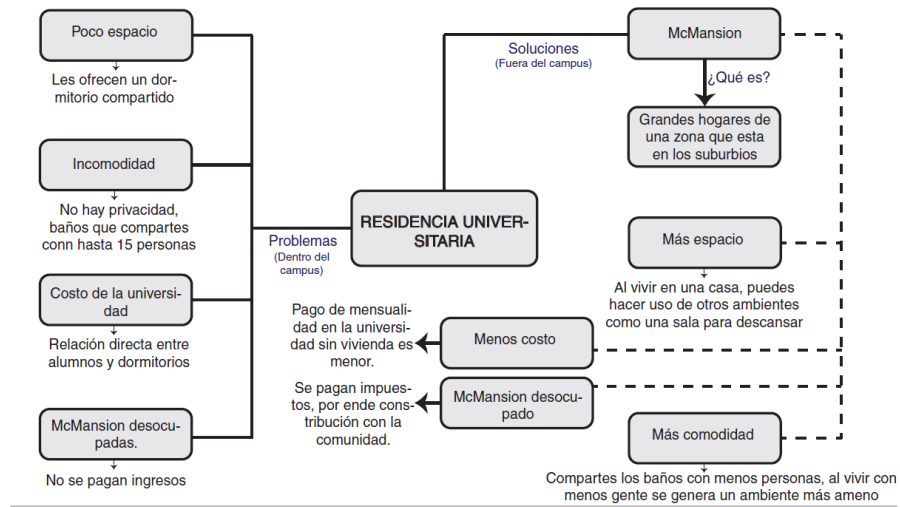 Poco espacio
Les ofrecen un dor-
mitorio compartido
Incomodidad
No hay privacidad,
baños que compartes
conn hasta 15 personas
Costo de la universi-
dad
Relación directa entre
alumnos y dormitorios
McMansion desocu-
padas.
No se pagan ingresos
Problemas
(Dentro del
campus)
RESIDENCIA UNIVER-
SITARIA
Soluciones
(Fuera del campus)
McMansion
¿Qué es?
Grandes hogares de
una zona que esta
en los suburbios
Más espacio
Al vivir en una casa, puedes
hacer uso de otros ambientes
como una sala para descansar
Menos costo
Pago de mensuali-
dad en la universi-
dad sin vivienda es
menor.
McMansion desocu-
pado
Se pagan impues-
tos, por ende cons-
tribución con la
comunidad.
Más comodidad
Compartes los baños con menos personas, al vivir con
menos gente se genera un ambiente más ameno